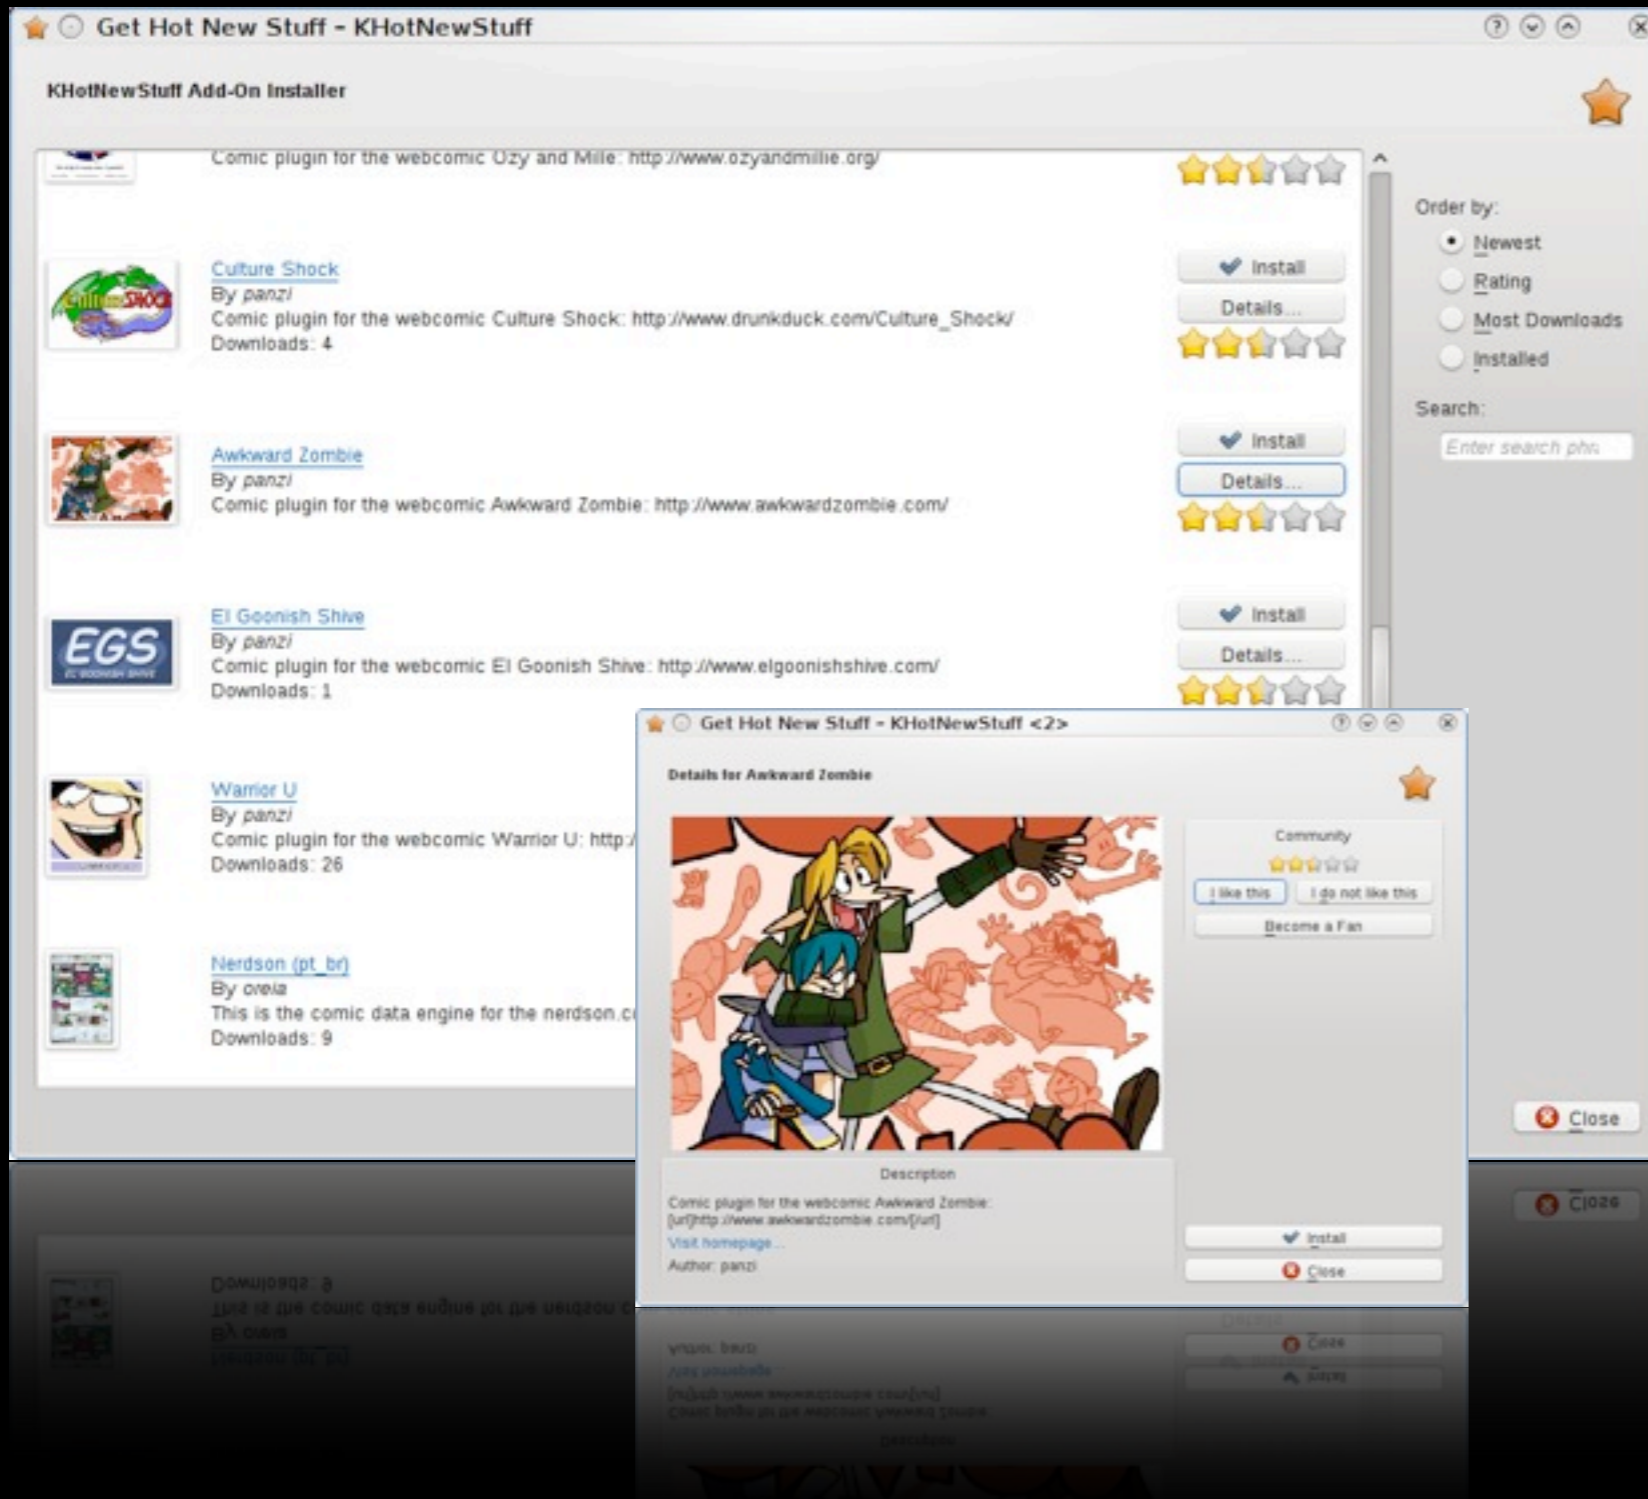 Get Hot New Stuff - KHotNewStuff
KHotNewStuff Add-On Installer
Comic plugin for the webcomic Ozy and Mille: http://www.ozyandmillie.org/
Culture Shock
By panzi
Comic plugin for the webcomic Culture Shock: http://www.drunkduck.com/Culture_Shock/
Downloads: 4
Install
Details...
CultureSHOCK
Awkward Zombie
By panzi
Comic plugin for the webcomic Awkward Zombie: http://www.awkwardzombie.com/
Install
Details...
EGS
EL GOONISH SHIVE
El Goonish Shive
By panzi
Comic plugin for the webcomic El Goonish Shive: http://www.elgoonishshive.com/
Downloads: 1
Install
Details...
Warrior U
By panzi
Comic plugin for the webcomic Warrior U: http:/
Downloads: 26
Nerdson (pt_br)
By oreia
This is the comic data engine for the nerdson.co
Downloads: 9
Order by:
Newest
Rating
Most Downloads
Installed
Search:
Enter search phr
Close
Get Hot New Stuff - KHotNewStuff <2>
Details for Awkward Zombie
Community
I like this
I do not like this
Become a Fan
Description
Comic plugin for the webcomic Awkward Zombie:
[url]http://www.awkwardzombie.com/[/url]
Visit homepage...
Author: panzi
Install
Close